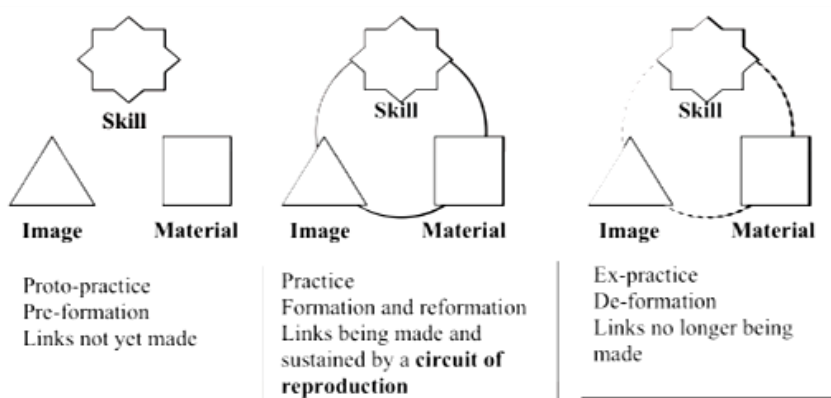 Skill
Image
Material
Proto-practice
Pre-formation
Links not yet made
Skill
Image
Material
Practice
Formation and reformation
Links being made and
sustained by a circuit of
reproduction
Skill
Image
Material
Ex-practice
De-formation
Links no longer being
made